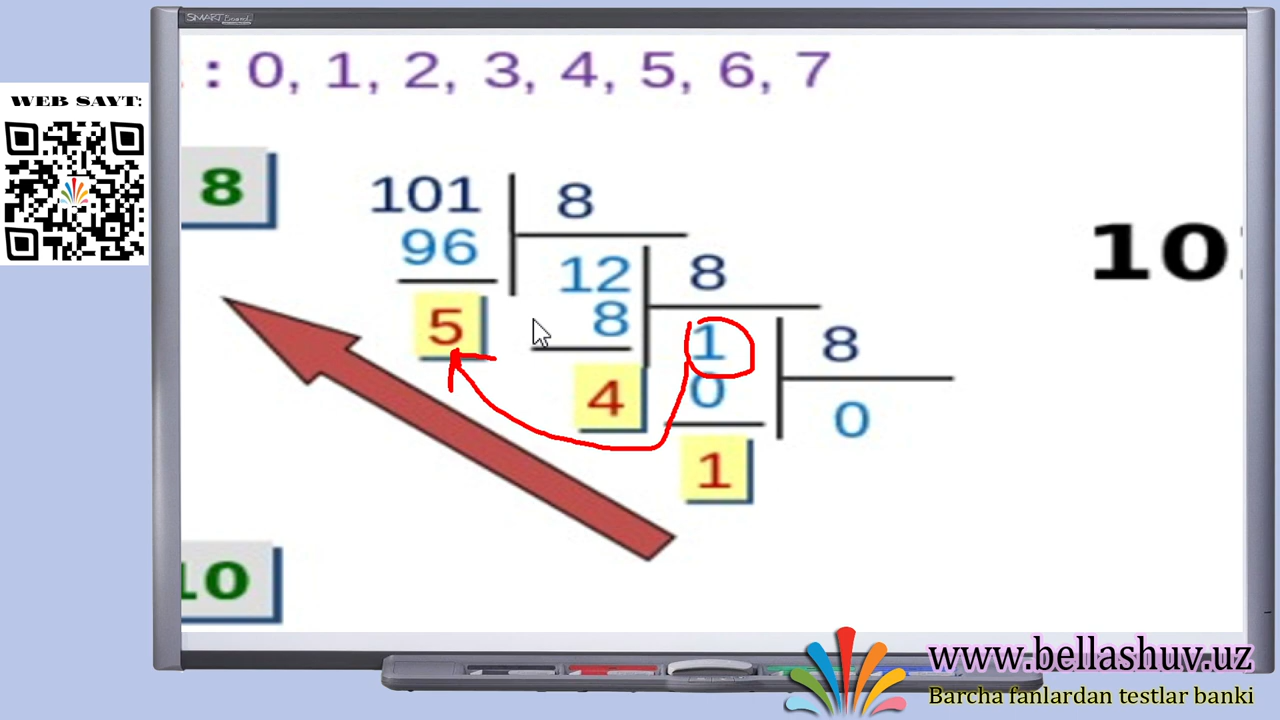 SMART Board
WEB SAYT:
: 0, 1, 2, 3, 4, 5, 6, 7
8
101 8
96 12 8
5 8 1 8
4 0 0
1
10
10
www.bellashuv.uz
Barcha fanlardan testlar banki